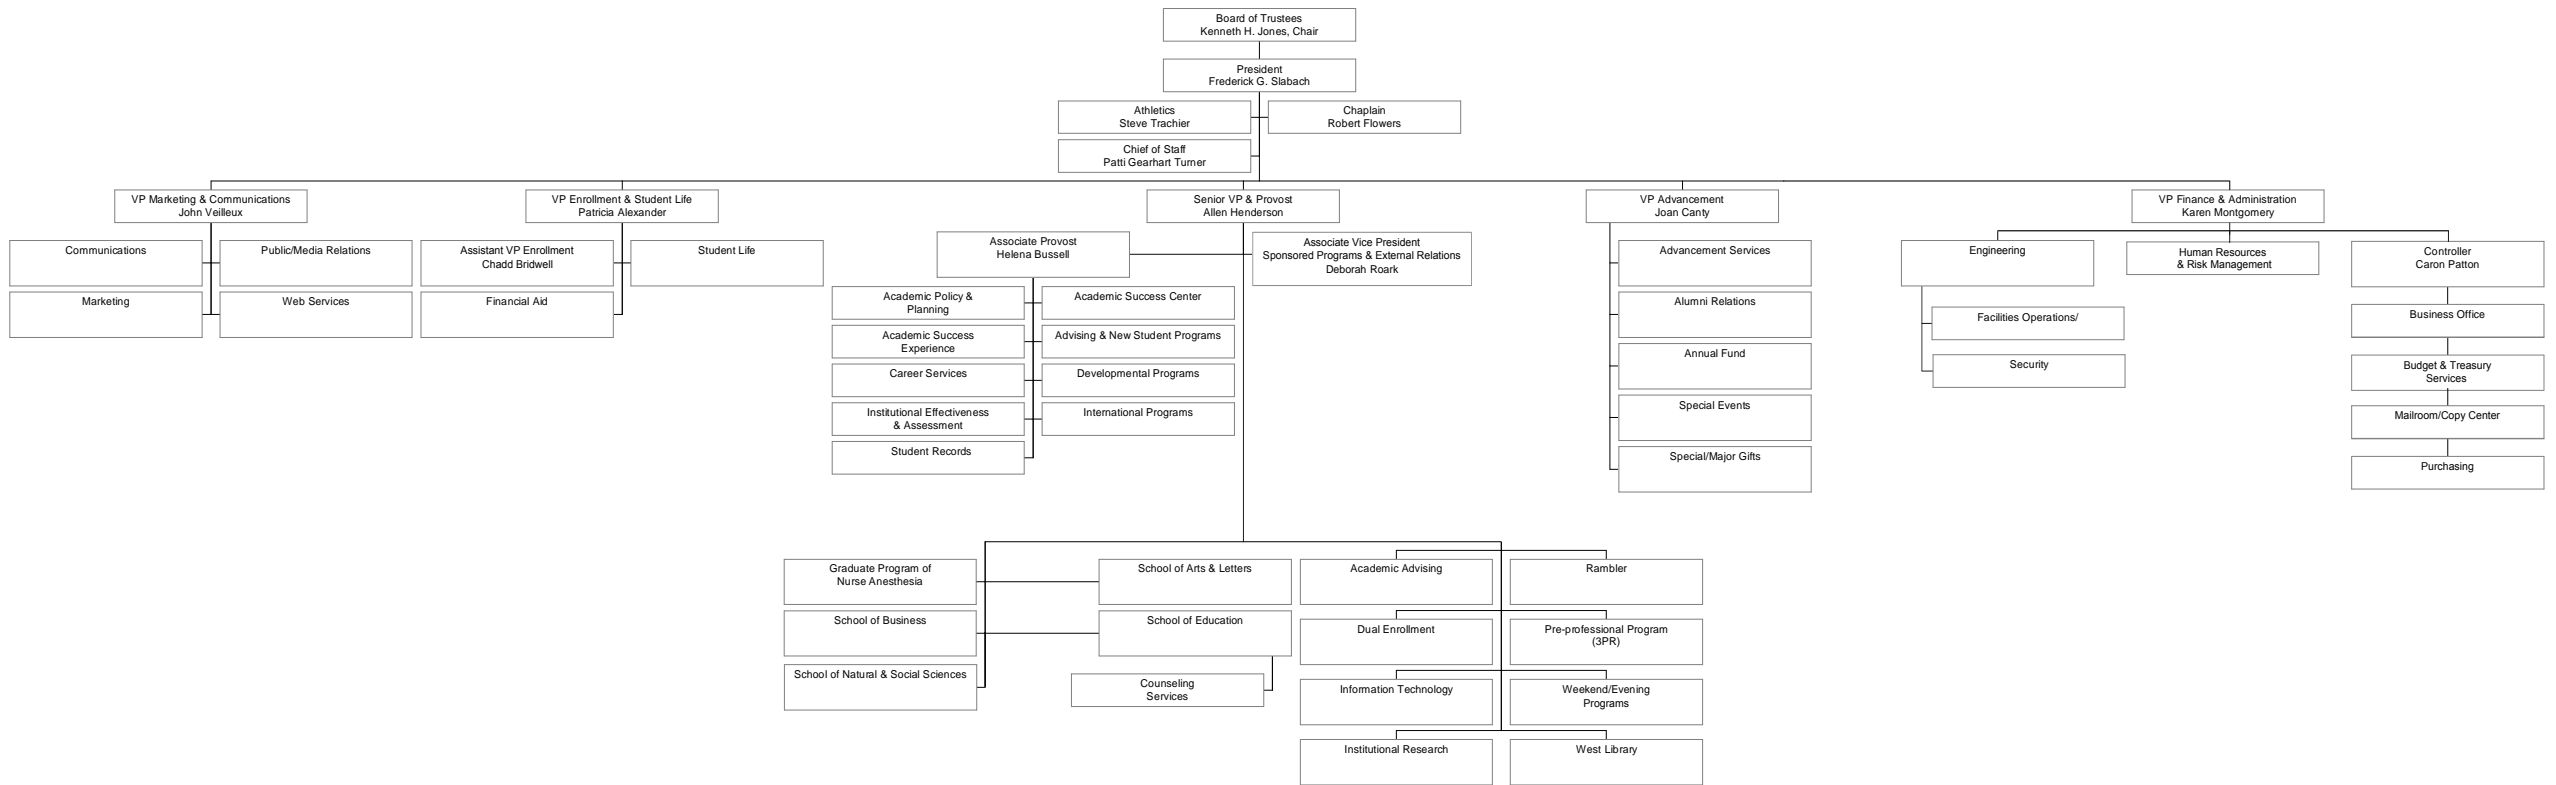 Board of Trustees
Kenneth H. Jones, Chair
President
Frederick G. Slabach
Athletics
Steve Trachier
Chaplain
Robert Flowers
Chief of Staff
Patti Gearhart Turner
VP Marketing & Communications
John Veilleux
VP Enrollment & Student Life
Patricia Alexander
Senior VP & Provost
Allen Henderson
VP Advancement
Joan Canty
VP Finance & Administration
Karen Montgomery
Communications
Public/Media Relations
Marketing
Web Services
Assistant VP Enrollment
Chadd Bridwell
Student Life
Financial Aid
Associate Provost
Helena Bussell
Associate Vice President
Sponsored Programs & External Relations
Deborah Roark
Academic Policy &
Planning
Academic Success Center
Academic Success
Experience
Advising & New Student Programs
Career Services
Developmental Programs
Institutional Effectiveness
& Assessment
International Programs
Student Records
Advancement Services
Alumni Relations
Annual Fund
Special Events
Special/Major Gifts
Engineering
Facilities Operations/
Security
Human Resources
& Risk Management
Controller
Caron Patton
Business Office
Budget & Treasury
Services
Mailroom/Copy Center
Purchasing
Graduate Program of
Nurse Anesthesia
School of Arts & Letters
School of Business
School of Education
School of Natural & Social Sciences
Counseling
Services
Academic Advising
Rambler
Dual Enrollment
Pre-professional Program
(3PR)
Information Technology
Weekend/Evening
Programs
Institutional Research
West Library